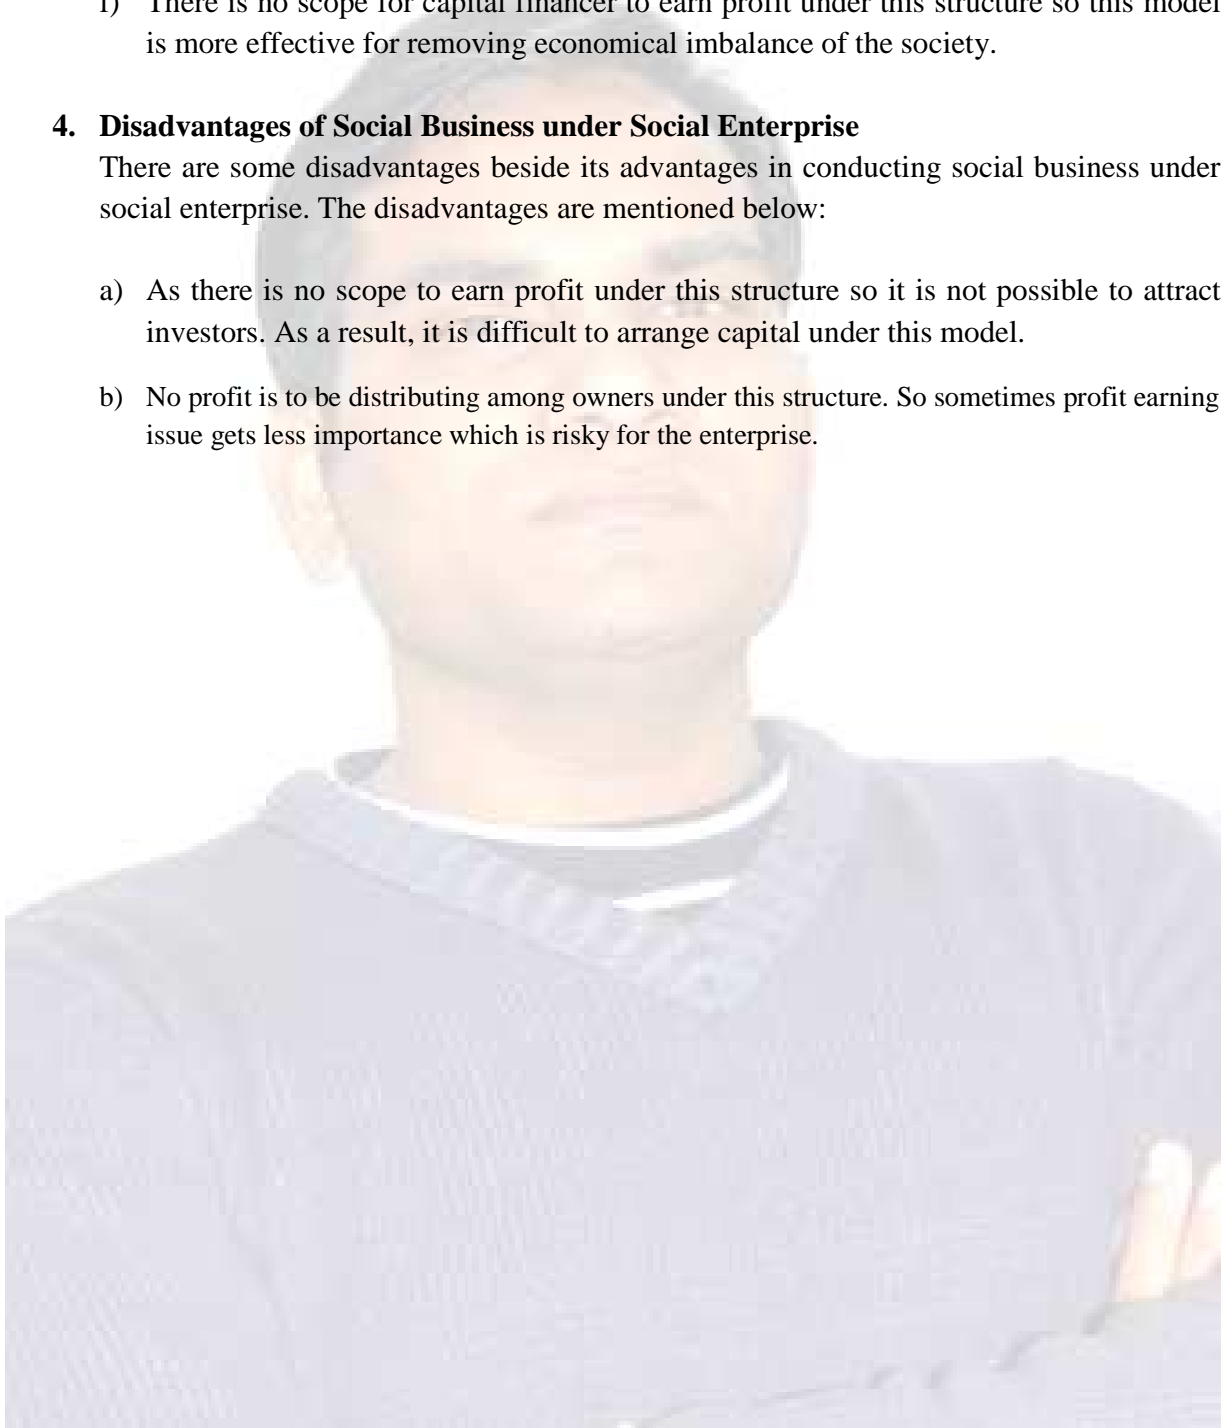 f) There is no scope for capital financer to earn profit under this structure so this model
is more effective for removing economical imbalance of the society.
4. Disadvantages of Social Business under Social Enterprise
There are some disadvantages beside its advantages in conducting social business under
social enterprise. The disadvantages are mentioned below:
a) As there is no scope to earn profit under this structure so it is not possible to attract
investors. As a result, it is difficult to arrange capital under this model.
b) No profit is to be distributing among owners under this structure. So sometimes profit earning
issue gets less importance which is risky for the enterprise.